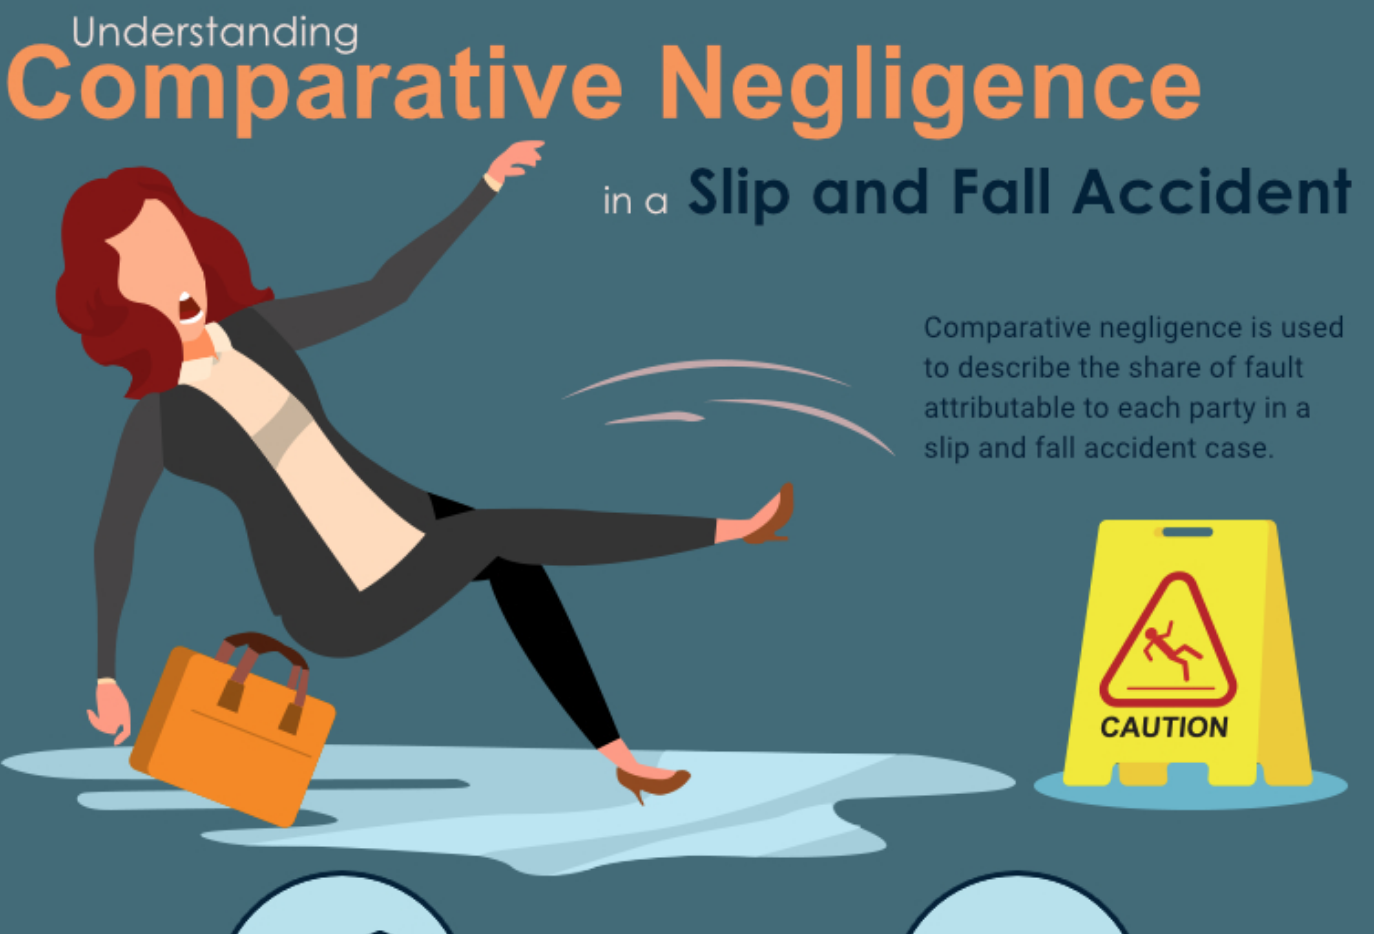 Understanding
Comparative Negligence
in a Slip and Fall Accident
Comparative negligence is used
to describe the share of fault
attributable to each party in a
slip and fall accident case.
CAUTION